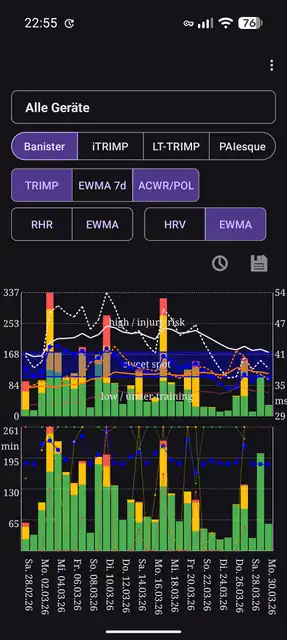 22:55 76
Alle Geräte
Banister iTRIMP LT-TRIMP PAIesque
TRIMP EWMA 7d ACWR/POL
RHR EWMA HRV EWMA
337 54
high / injury risk
253 47
168 sweet spot 41
84 low / under training 35
ms
0 29
261
min
195
130
65
Sa. 28.02.26
Mo. 02.03.26
Mi. 04.03.26
Fr. 06.03.26
So. 08.03.26
Di. 10.03.26
Do. 12.03.26
Sa. 14.03.26
Mo. 16.03.26
Mi. 18.03.26
Fr. 20.03.26
So. 22.03.26
Di. 24.03.26
Do. 26.03.26
Sa. 28.03.26
Mo. 30.03.26